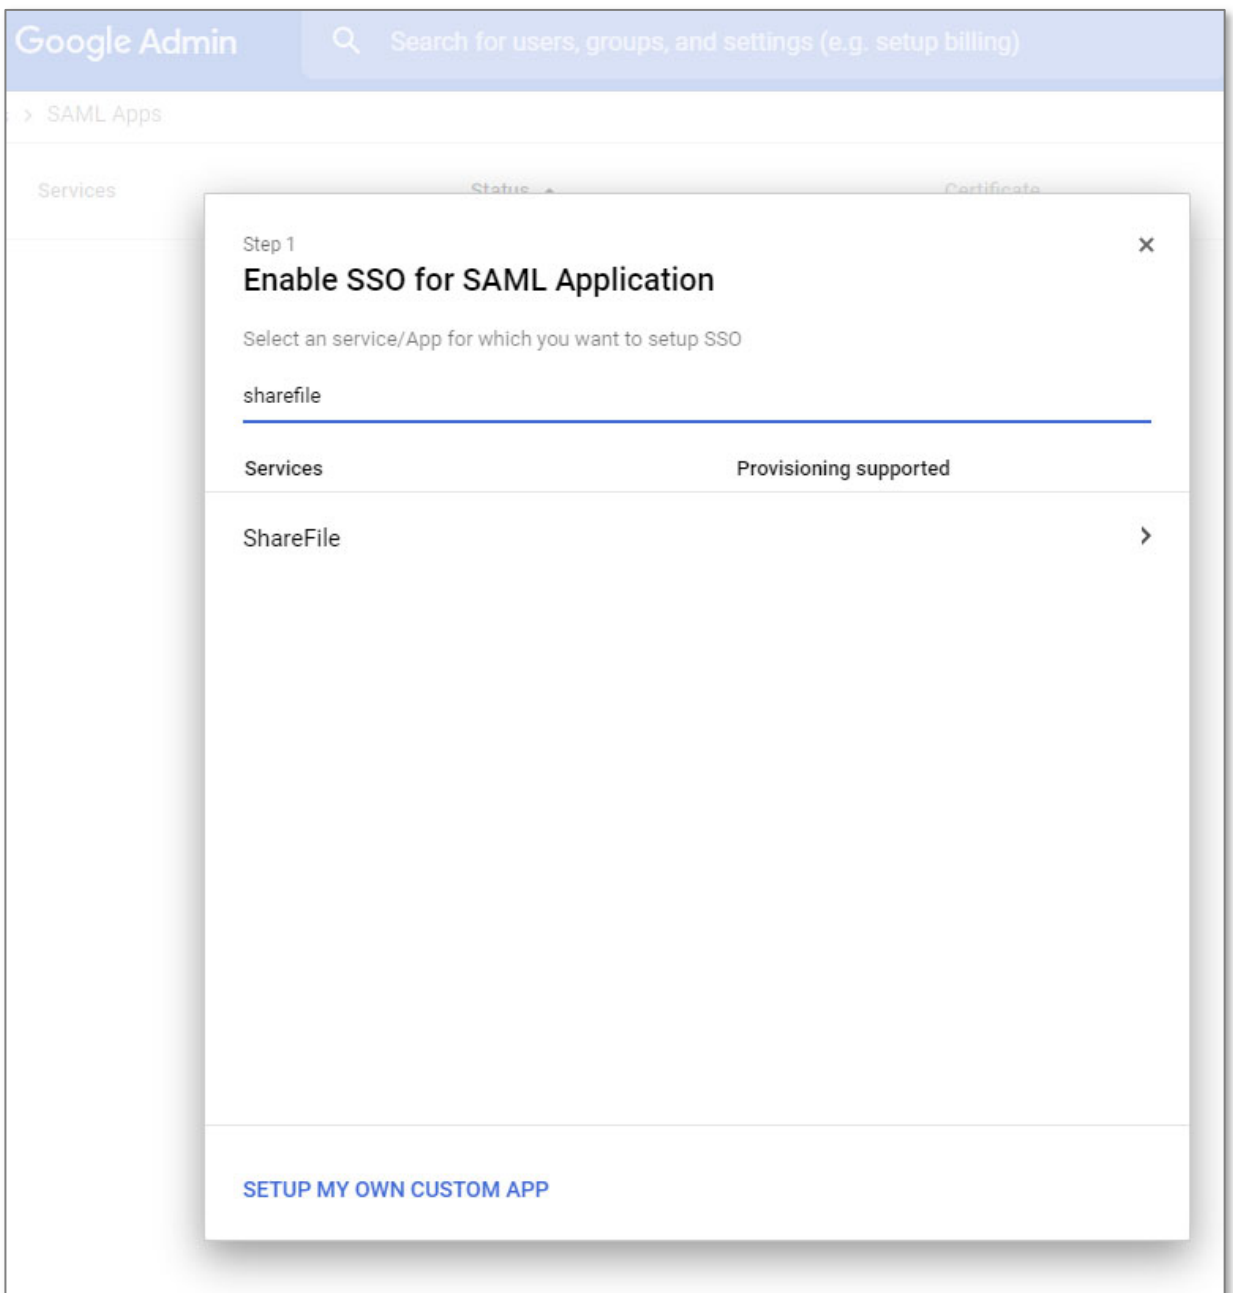 Google Admin
Search for users, groups, and settings (e.g. setup billing)
> SAML Apps
Services
Status
Certificate
Step 1
Enable SSO for SAML Application
Select an service/App for which you want to setup SSO
sharefile
Services
Provisioning supported
ShareFile
SETUP MY OWN CUSTOM APP